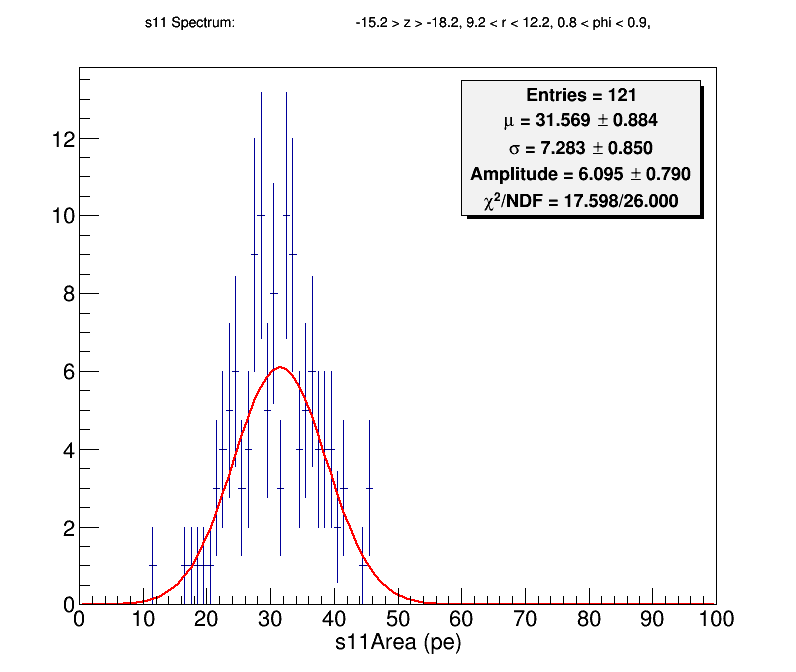 s11 Spectrum: -15.2 > z > -18.2, 9.2 < r < 12.2, 0.8 < phi < 0.9,
Entries = 121
μ = 31.569 ± 0.884
σ = 7.283 ± 0.850
Amplitude = 6.095 ± 0.790
χ²/NDF = 17.598/26.000
12
10
8
6
4
2
0
0 10 20 30 40 50 60 70 80 90 100
s11Area (pe)